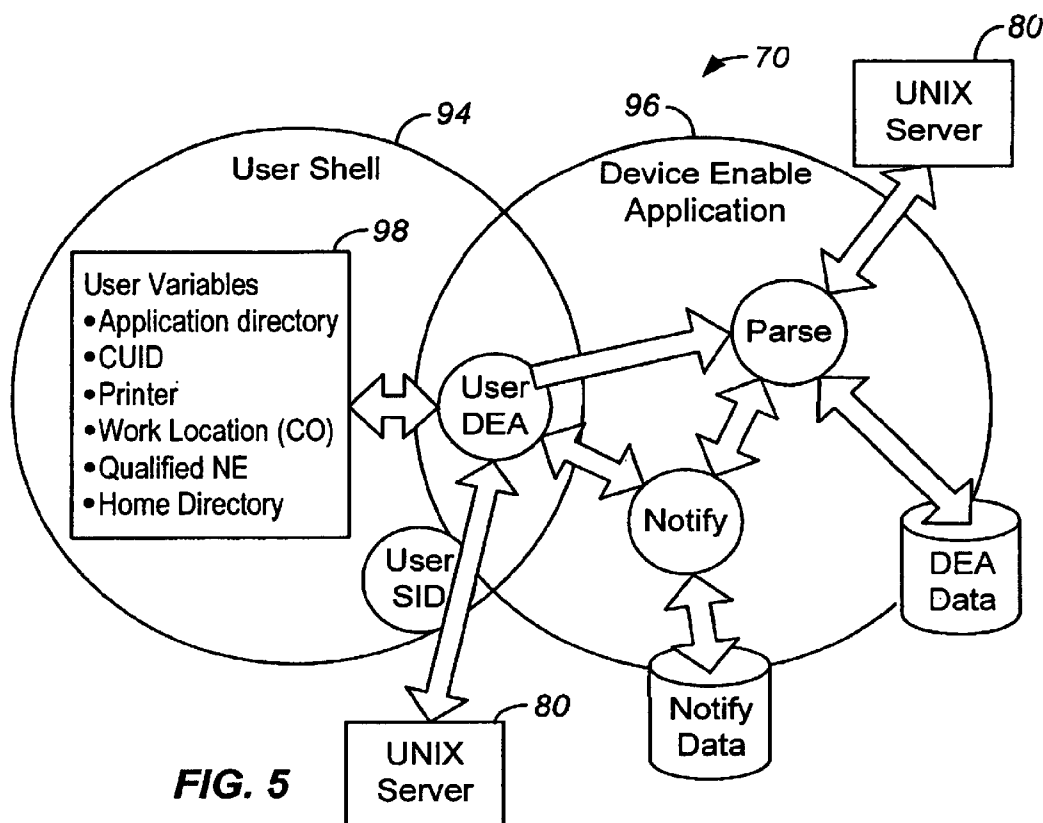 80
70
UNIX
Server
94
96
User Shell
Device Enable
Application
98
User Variables
•Application directory
•CUID
•Printer
•Work Location (CO)
•Qualified NE
•Home Directory
User
DEA
Parse
Notify
User
SID
DEA
Data
Notify
Data
80
UNIX
Server
FIG. 5